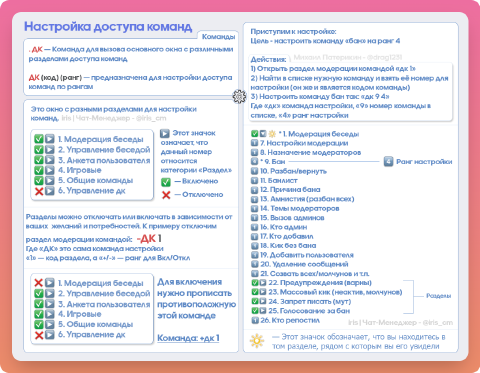 Настройка доступа команд
Команды
. ДК — Команда для вызова основного окна с различными
разделами доступа команд
ДК (код) (ранг) — предназначена для настройки доступа
команд по рангам
Это окно с разными разделами для настройки
команд.
Iris | Чат-Менеджер - @iris_cm
1. Модерация беседы
2. Управление беседой
3. Анкета пользователя
4. Игровые
5. Общие команды
6. Управление дк
Этот значок
означает, что
данный номер
относится
категории «Раздел»
— Включено
— Отключено
Разделы можно отключать или включать в зависимости от
ваших желаний и потребностей. К примеру отключим
раздел модерации командой: -ДК 1
Где «ДК» это сама команда настройки
«1» — код раздела, а «+/-» — ранг для Вкл/Откл
1. Модерация беседы
2. Управление беседой
3. Анкета пользователя
4. Игровые
5. Общие команды
6. Управление дк
Для включения
нужно прописать
противоположную
этой команде
Команда: +дк 1
Приступим к настройке:
Цель - настроить команду «бан» на ранг 4
Действия:
1) Открыть раздел модерации командой «дк 1»
2) Найти в списке нужную команду и взять её номер для
настройки (он же и является кодом команды)
3) Настроить команду бан так: «дк 9 4»
Где «дк» команда настройки, «9» номер команды в
списке, «4» ранг настройки
* 1. Модерация беседы
7. Настройки модерации
8. Назначение модераторов
* 9. Бан
4 Ранг настройки
10. Разбан/вернуть
11. Банлист
12. Причина бана
13. Амнистия (разбан всех)
14. Темы модераторов
15. Вызов админов
16. Кто админ
17. Кто добавил
18. Кик без бана
19. Добавить пользователя
20. Удаление сообщений
21. Созвать всех/молчунов и т.п.
22. Предупреждения (варны)
23. Массовый кик (неактив, молчунов)
24. Запрет писать (мут)
25. Голосование за бан
Разделы
26. Кто репостил
Iris | Чат-Менеджер - @iris_cm
— Этот значок обозначает, что вы находитесь в
том разделе, рядом с которым вы его увидели